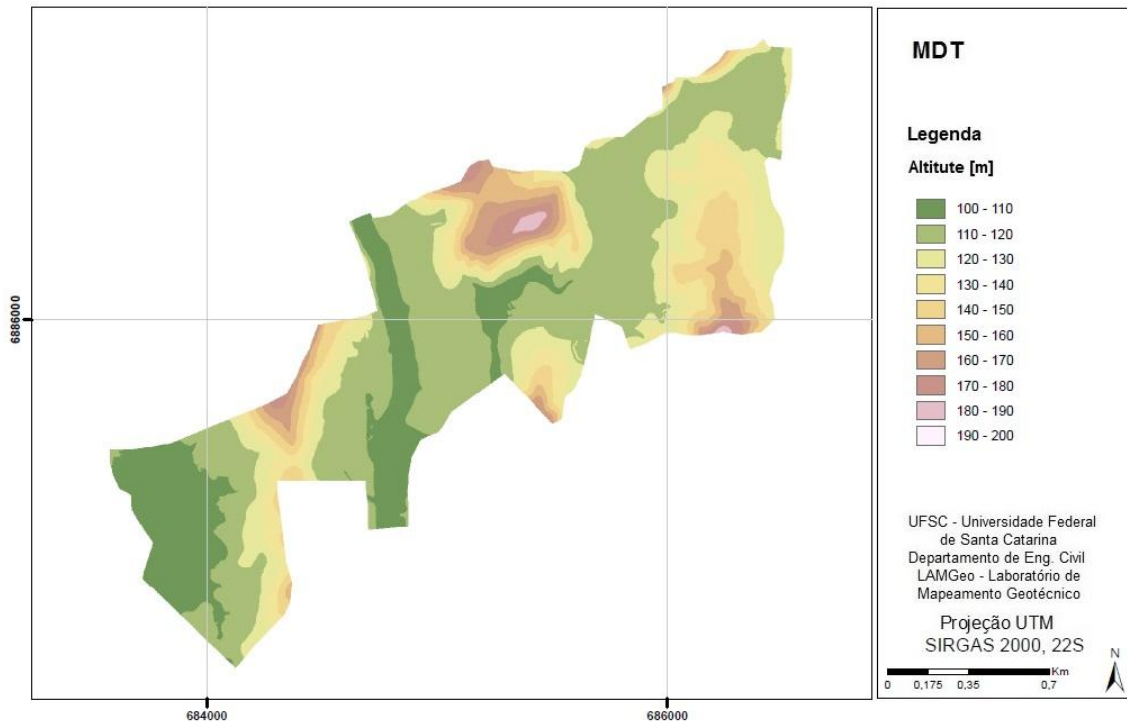 6886000
684000
686000
MDT
Legenda
Altitute [m]
100 - 110
110 - 120
120 - 130
130 - 140
140 - 150
150 - 160
160 - 170
170 - 180
180 - 190
190 - 200
UFSC - Universidade Federal
de Santa Catarina
Departamento de Eng. Civil
LAMGeo - Laboratório de
Mapeamento Geotécnico
Projeção UTM
SIRGAS 2000, 22S
N
Km
0 0,175 0,35 0,7